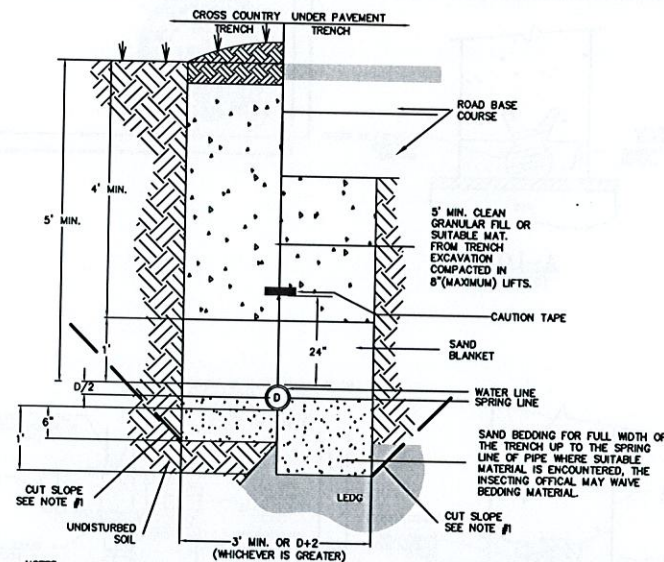 CROSS COUNTRY
TRENCH
UNDER PAVEMENT
TRENCH
ROAD BASE
COURSE
4' MIN.
5' MIN.
5' MIN. CLEAN
GRANULAR FILL OR
SUITABLE MAT.
FROM TRENCH
EXCAVATION
COMPACTED IN
8"(MAXIMUM) LIFTS.
CAUTION TAPE
1'
24"
SAND
BLANKET
D/2
D
WATER LINE
SPRING LINE
6"
1'
SAND BEDDING FOR FULL WIDTH OF
THE TRENCH UP TO THE SPRING
LINE OF PIPE WHERE SUITABLE
MATERIAL IS ENCOUNTERED, THE
INSECTING OFFICAL MAY WAIVE
BEDDING MATERIAL.
CUT SLOPE
SEE NOTE #1
LEDG
UNDISTURBED
SOIL
CUT SLOPE
SEE NOTE #1
3' MIN. OR D+2
(WHICHEVER IS GREATER)